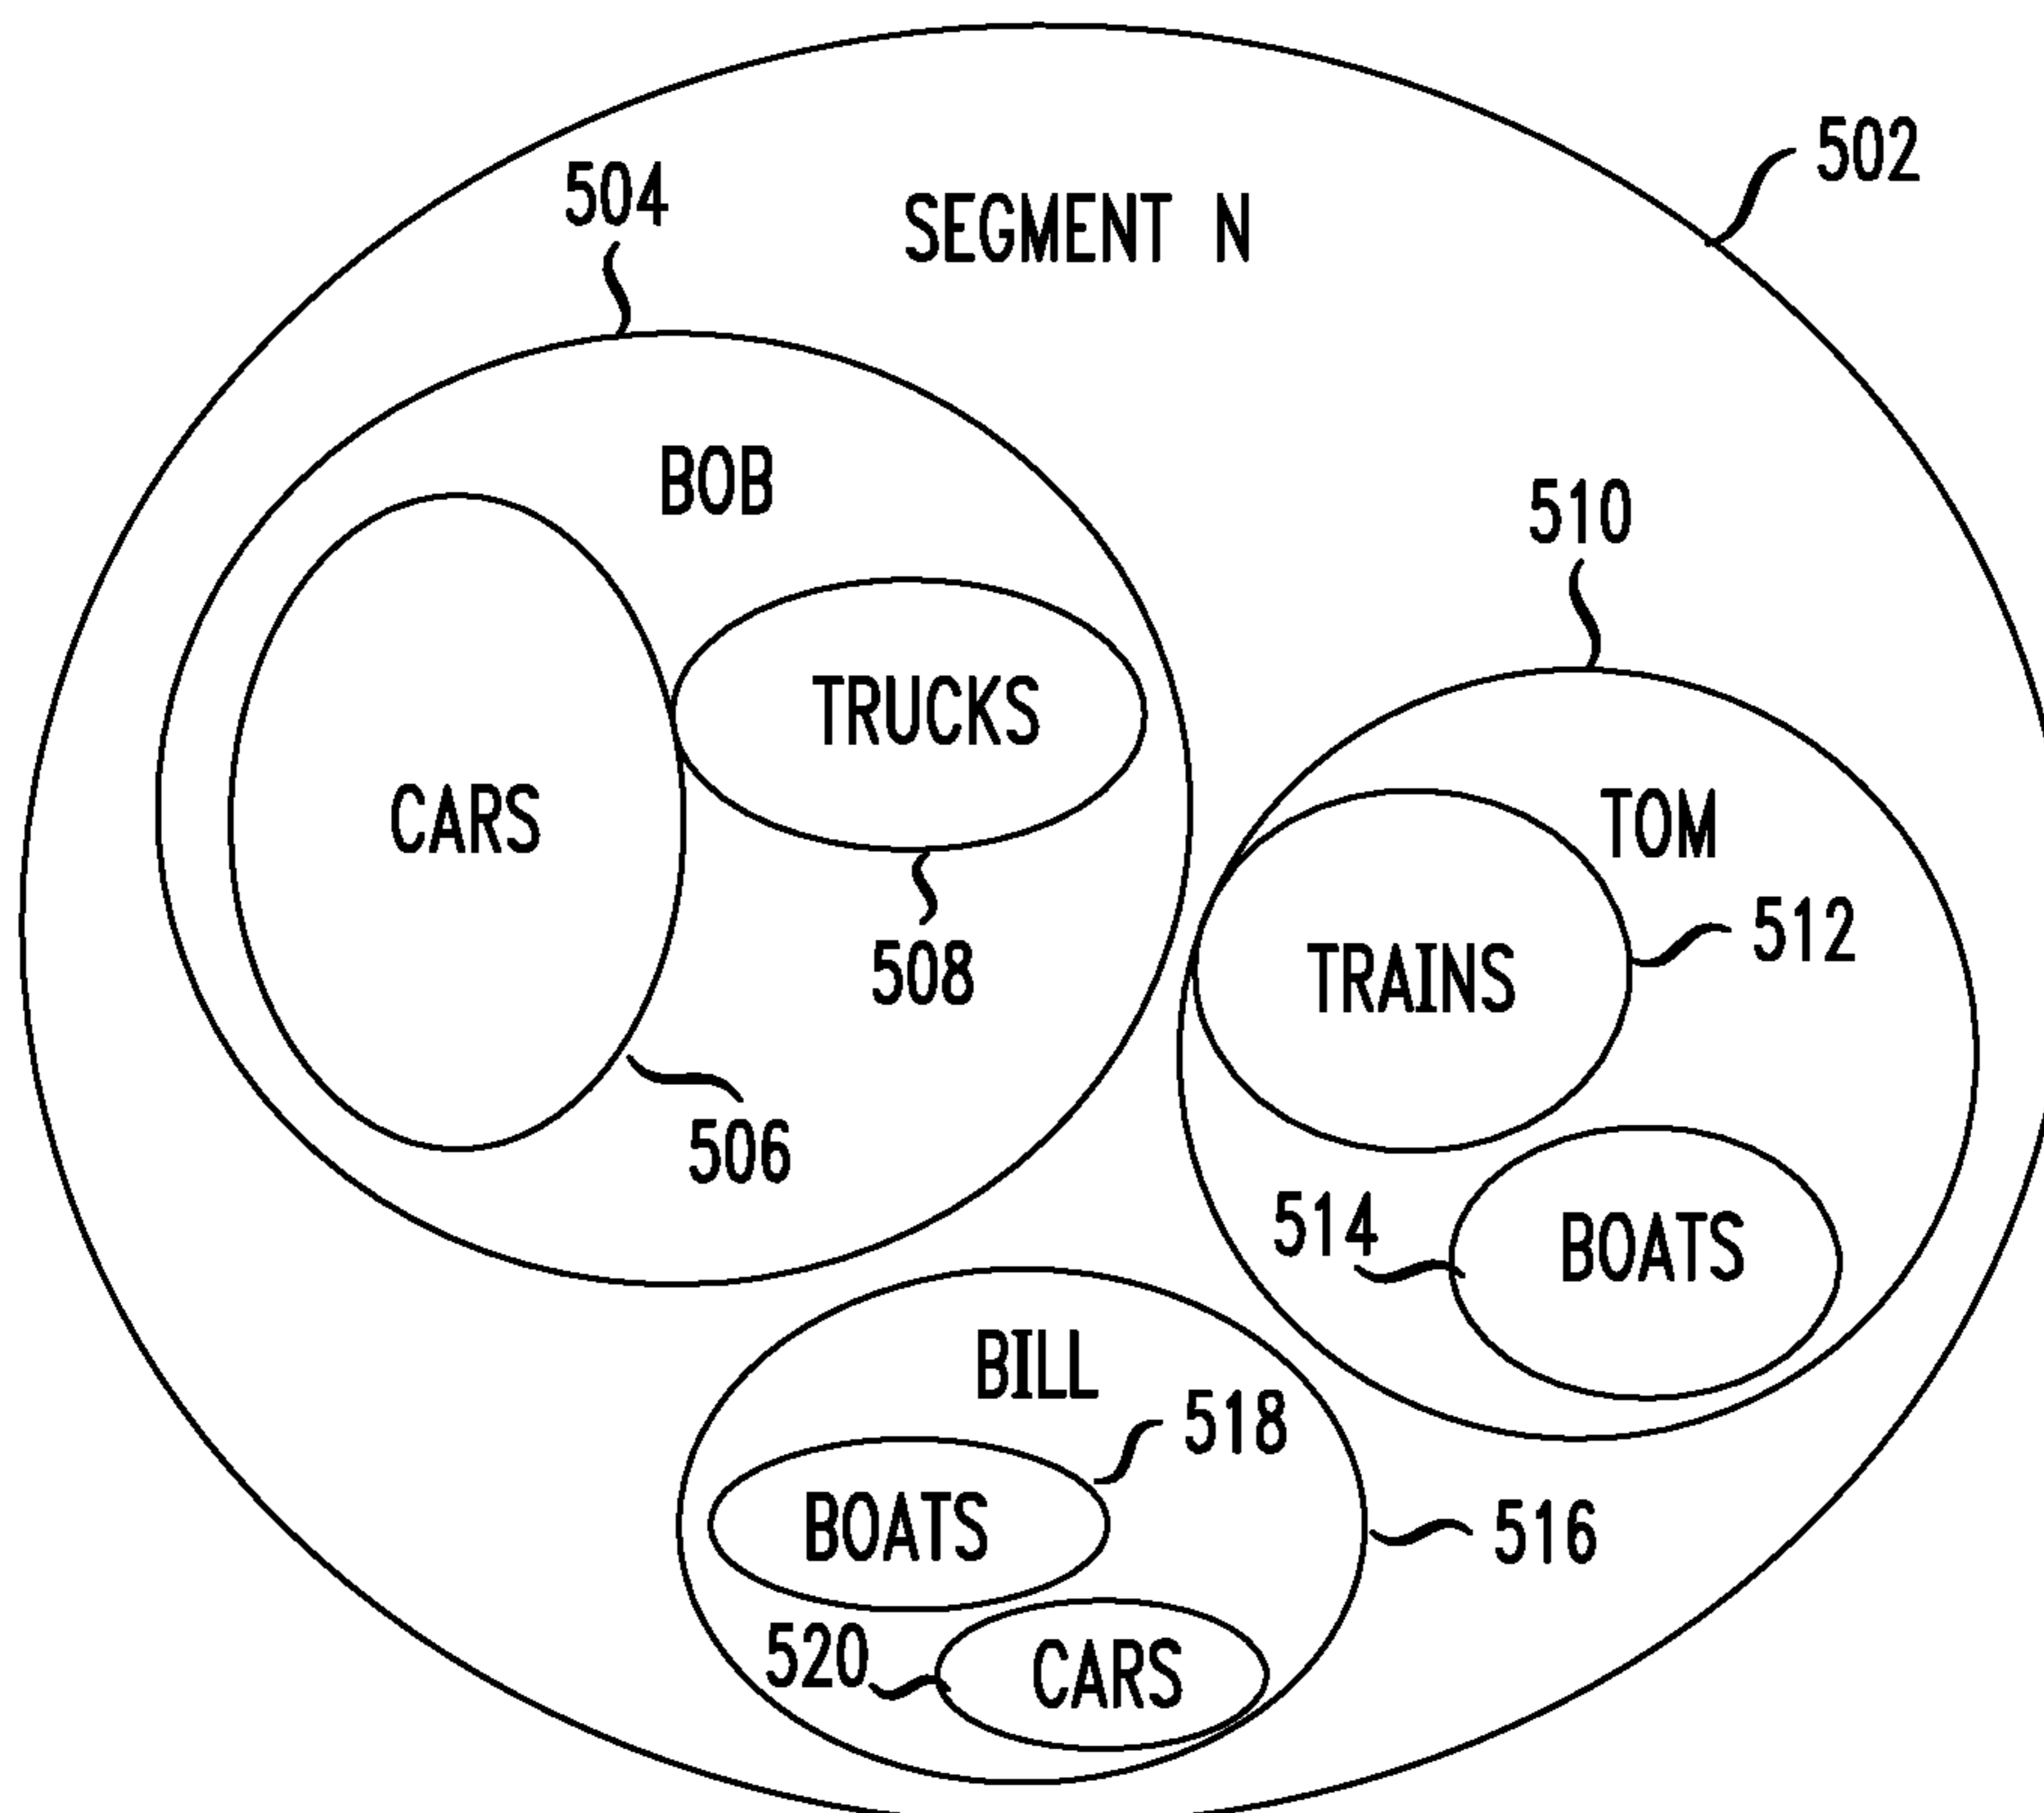 502
504
SEGMENT N
BOB
510
TRUCKS
CARS
TOM
512
508
TRAINS
506
514
BOATS
BILL
518
BOATS
516
520
CARS